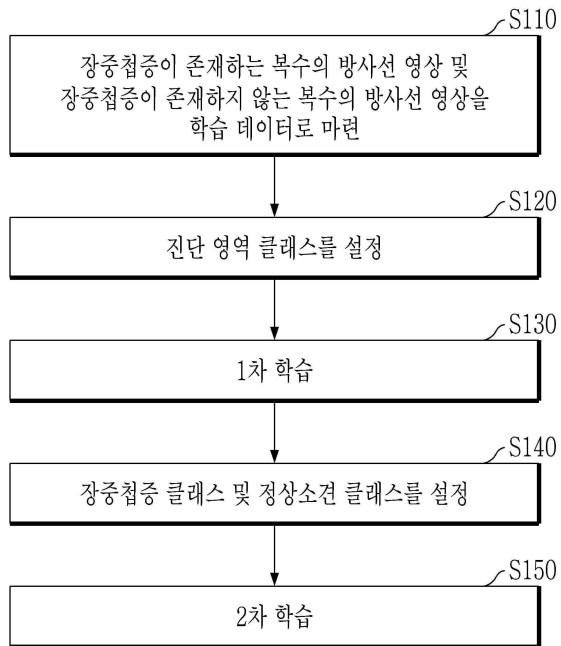 S110
장중첩증이 존재하는 복수의 방사선 영상 및
장중첩증이 존재하지 않는 복수의 방사선 영상을
학습 데이터로 마련
S120
진단 영역 클래스를 설정
S130
1차 학습
S140
장중첩증 클래스 및 정상소견 클래스를 설정
S150
2차 학습